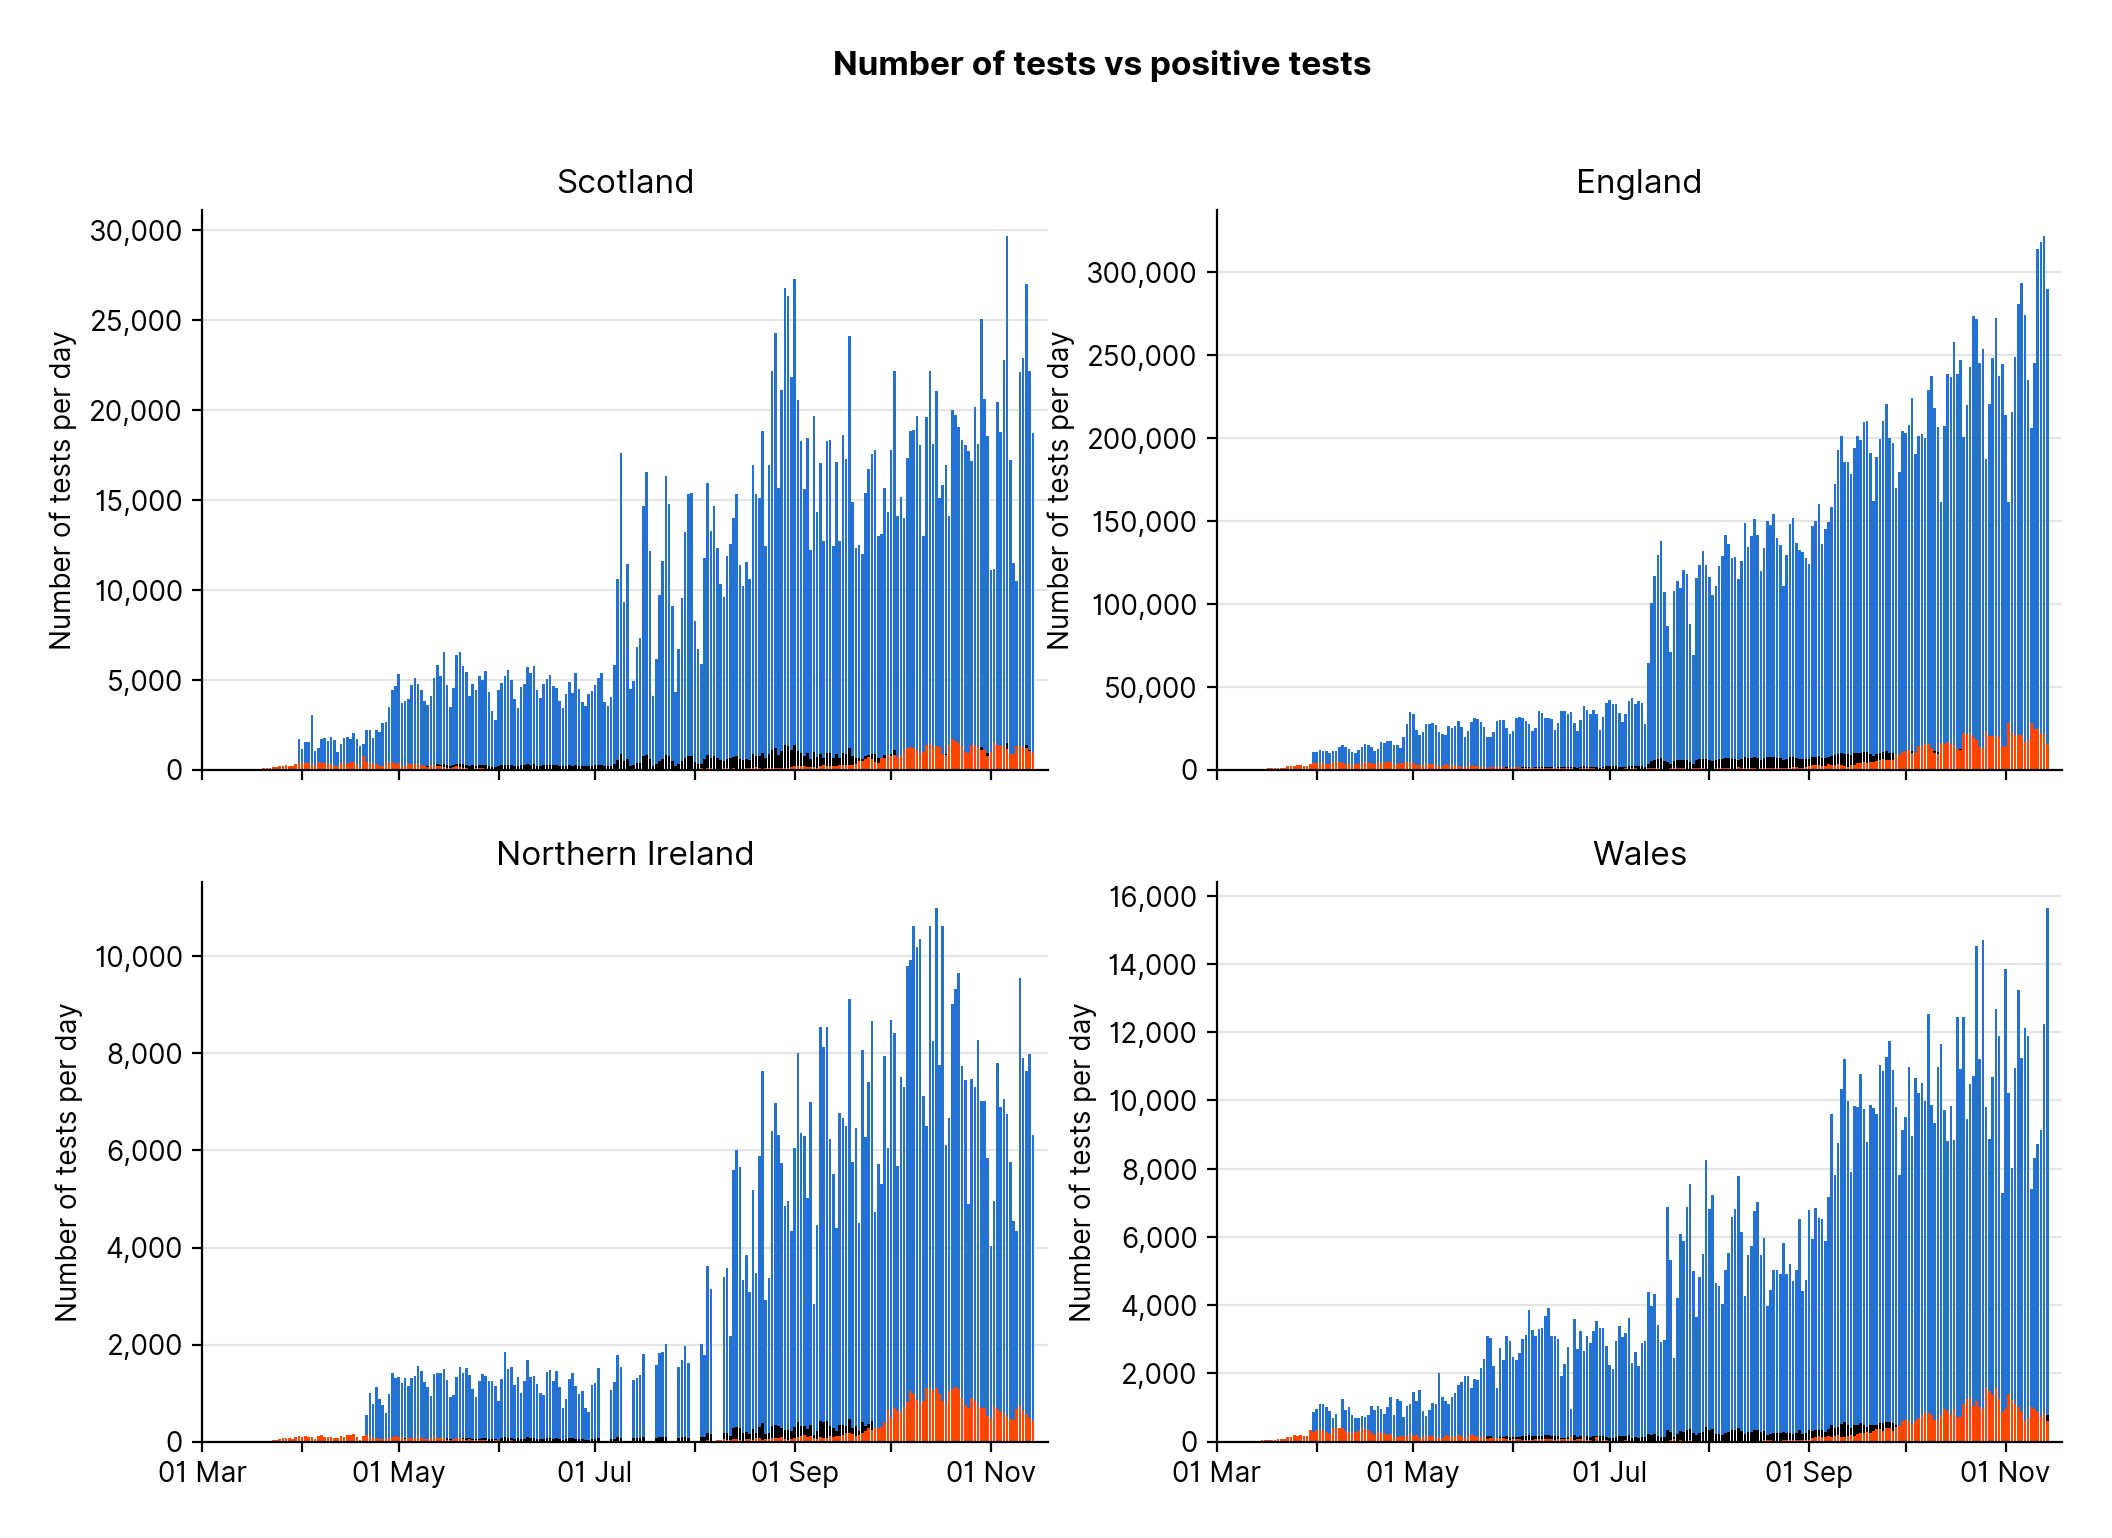 Number of tests vs positive tests
Scotland
30,000
25,000
20,000
15,000
10,000
5,000
0
Number of tests per day
England
300,000
250,000
200,000
150,000
100,000
50,000
0
Number of tests per day
Northern Ireland
10,000
8,000
6,000
4,000
2,000
0
Number of tests per day
01 Mar 01 May 01 Jul 01 Sep 01 Nov
Wales
16,000
14,000
12,000
10,000
8,000
6,000
4,000
2,000
0
Number of tests per day
01 Mar 01 May 01 Jul 01 Sep 01 Nov